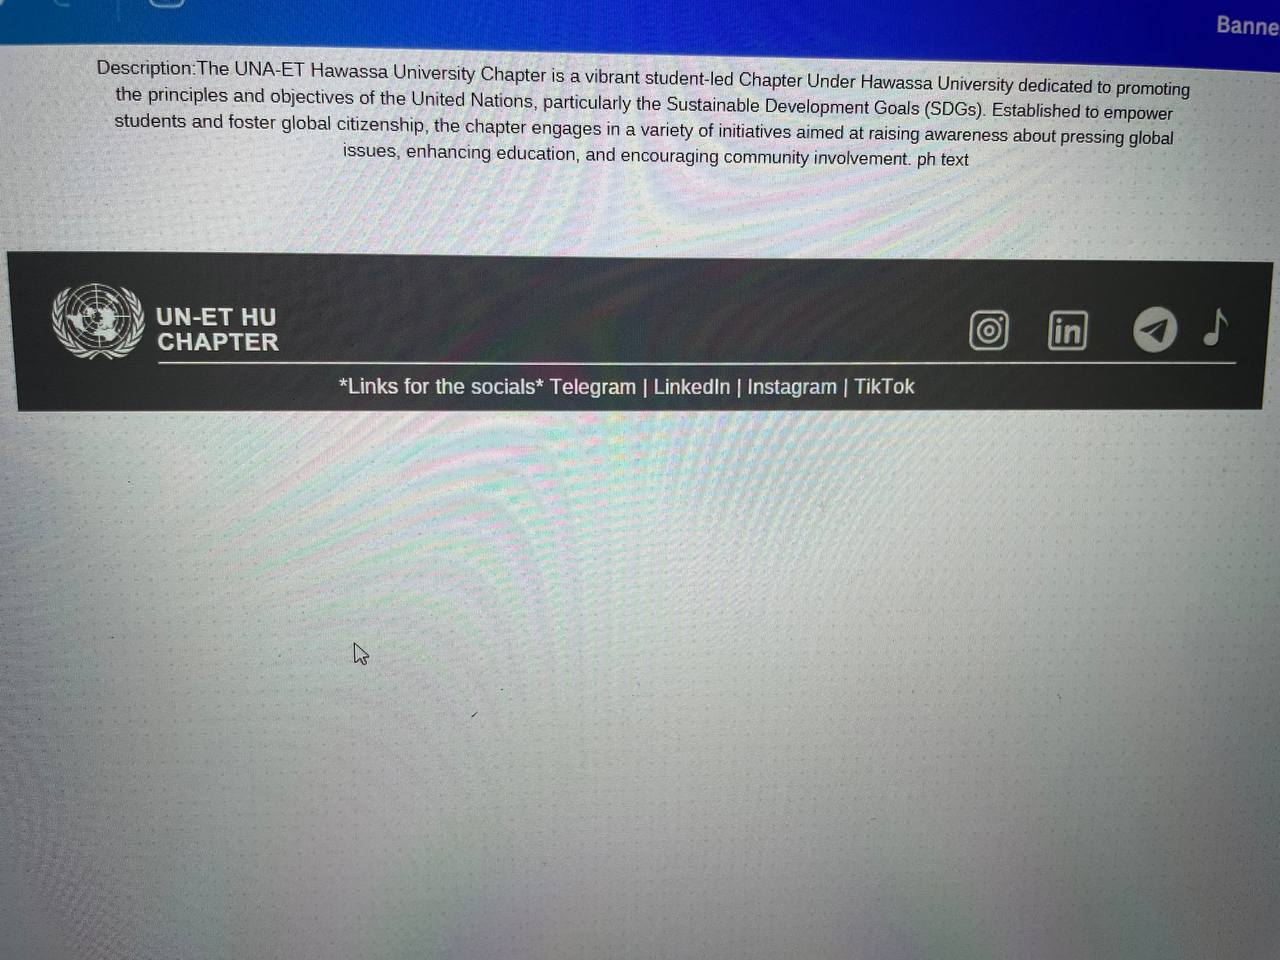 Banne
Description:The UNA-ET Hawassa University Chapter is a vibrant student-led Chapter Under Hawassa University dedicated to promoting
the principles and objectives of the United Nations, particularly the Sustainable Development Goals (SDGs). Established to empower
students and foster global citizenship, the chapter engages in a variety of initiatives aimed at raising awareness about pressing global
issues, enhancing education, and encouraging community involvement. ph text
UN-ET HU
CHAPTER
in
*Links for the socials* Telegram | LinkedIn | Instagram | TikTok